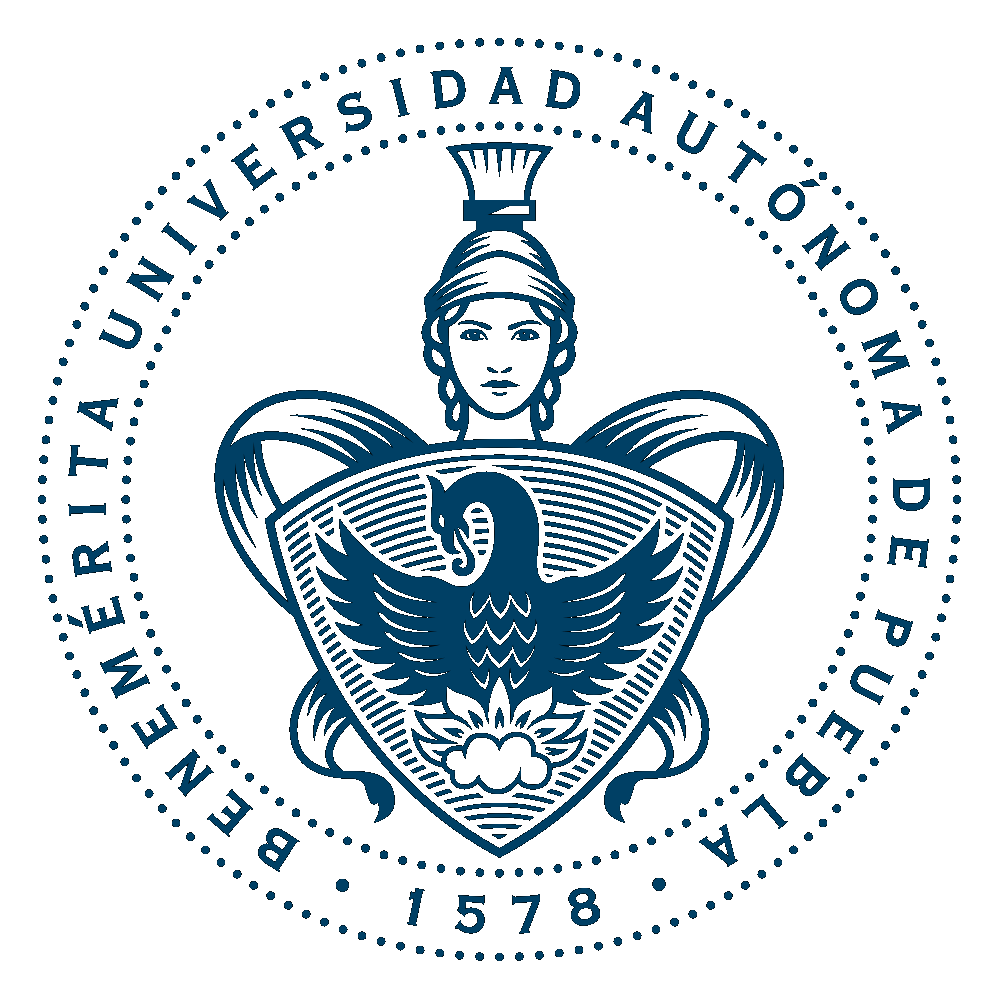 BENEMÉRITA UNIVERSIDAD AUTÓNOMA DE PUEBLA
• 1578 •